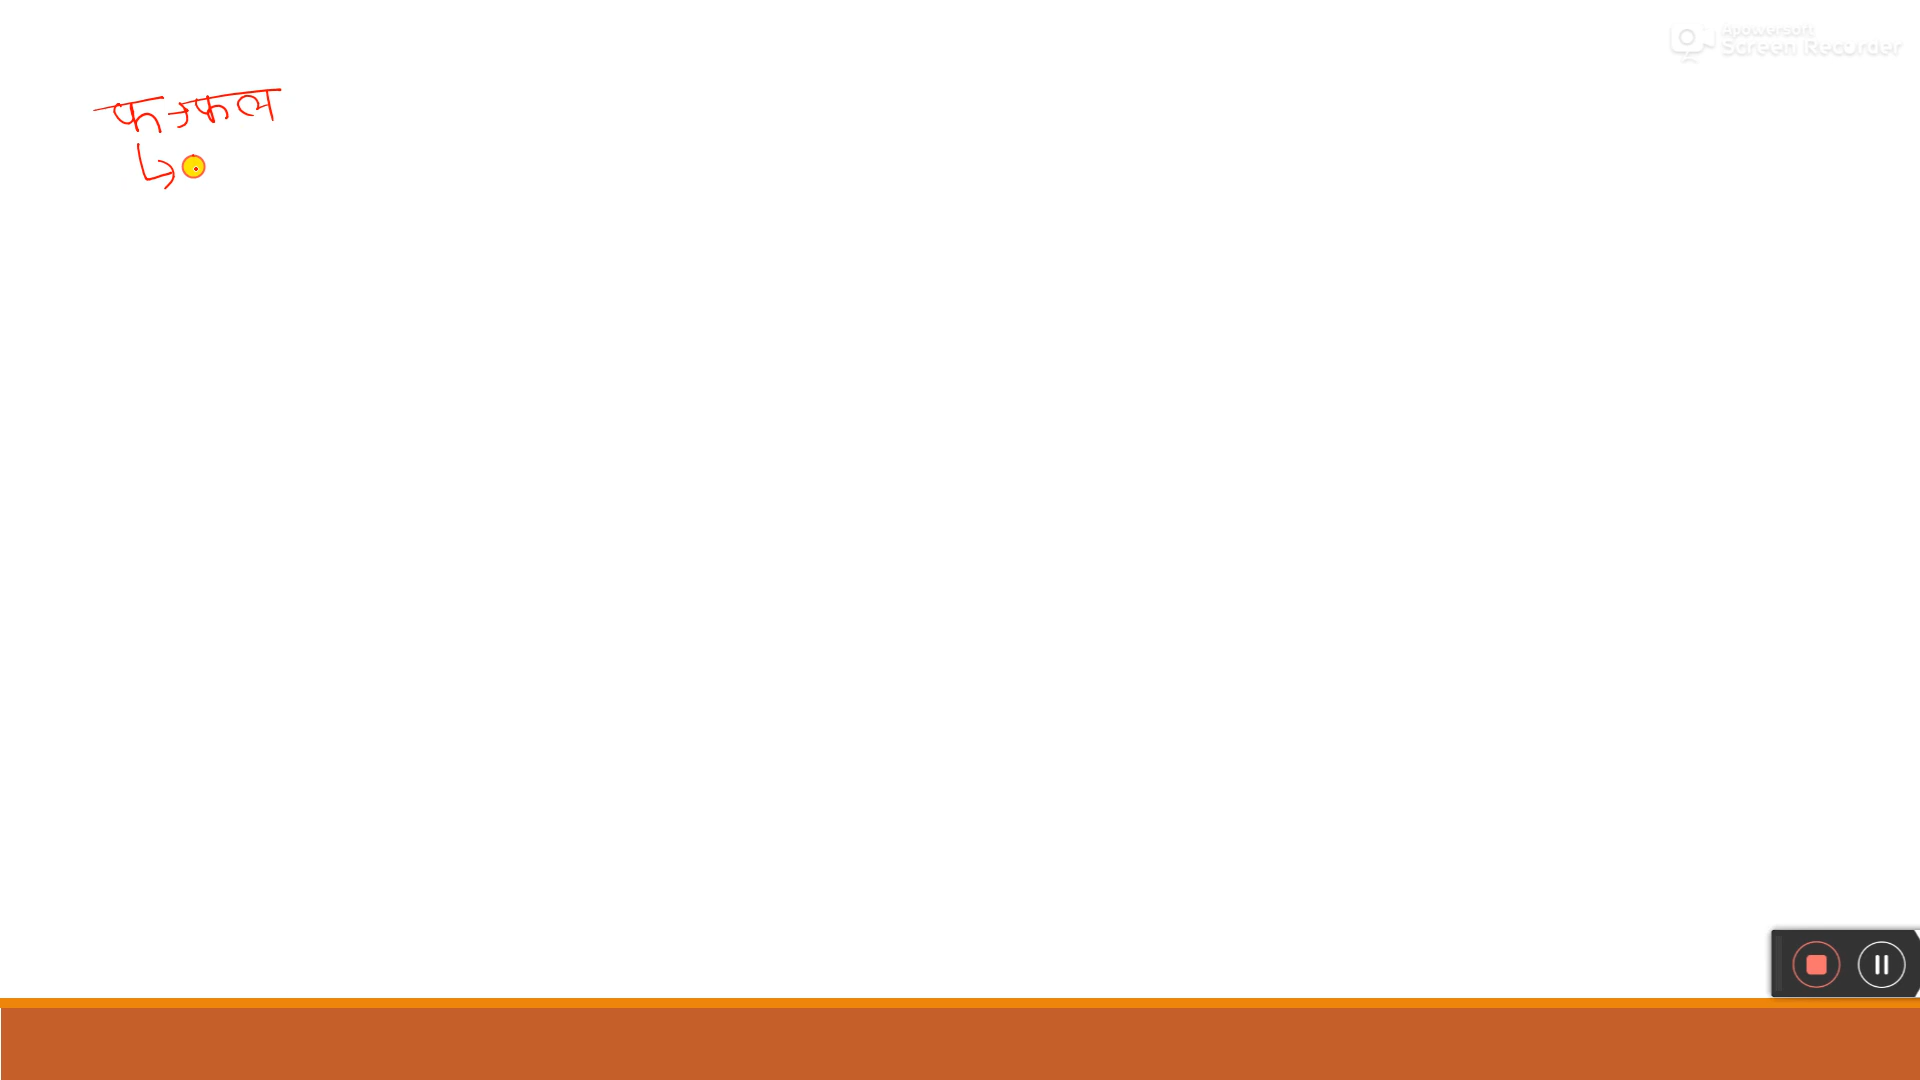 Apowersoft
Screen Recorder
फ → फल
↳